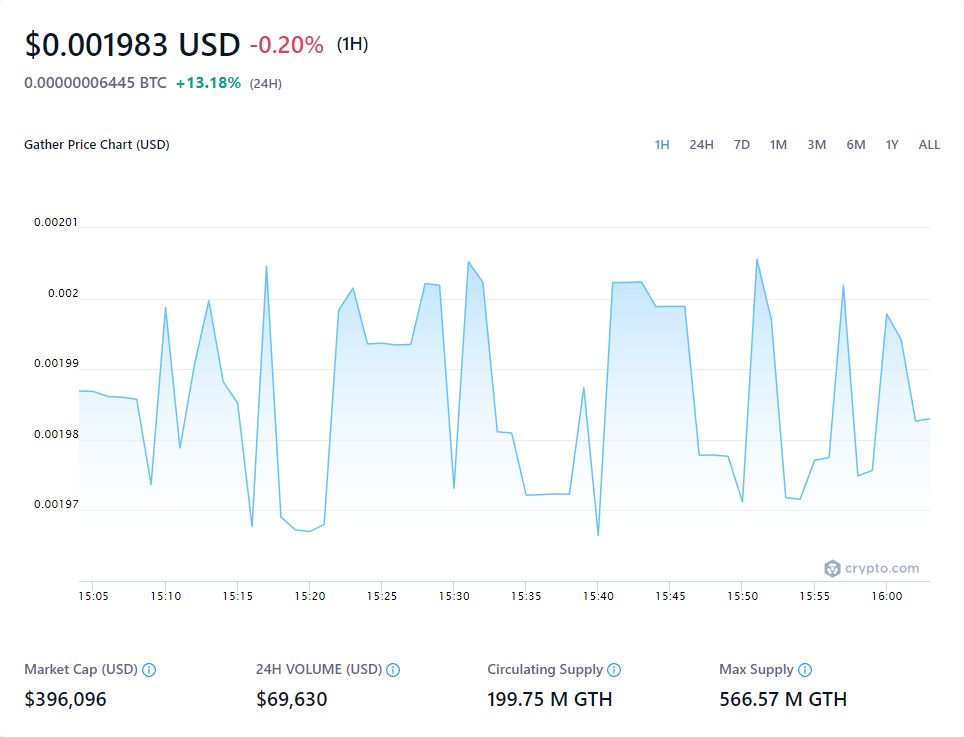 $0.001983 USD -0.20% (1H)
0.00000006445 BTC +13.18% (24H)
Gather Price Chart (USD) 1H 24H 7D 1M 3M 6M 1Y ALL
0.00201
0.002
0.00199
0.00198
0.00197
crypto.com
15:05 15:10 15:15 15:20 15:25 15:30 15:35 15:40 15:45 15:50 15:55 16:00
Market Cap (USD) 24H VOLUME (USD) Circulating Supply Max Supply
$396,096 $69,630 199.75 M GTH 566.57 M GTH